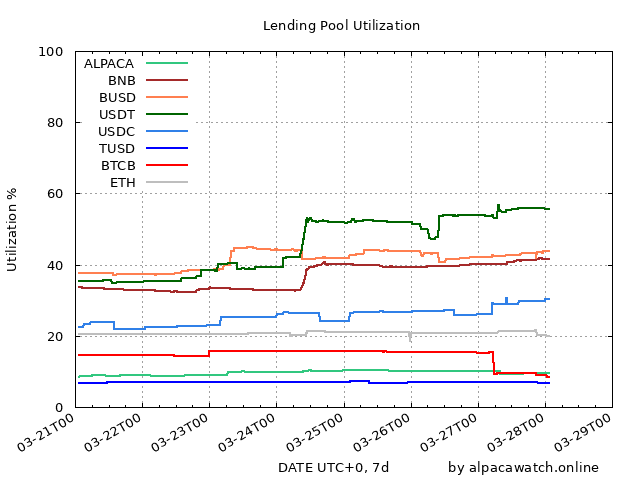 Lending Pool Utilization
Utilization %
100
80
60
40
20
0
ALPACA
BNB
BUSD
USDT
USDC
TUSD
BTCB
ETH
03-21T00
03-22T00
03-23T00
03-24T00
03-25T00
03-26T00
03-27T00
03-28T00
03-29T00
DATE UTC+0, 7d
by alpacawatch.online